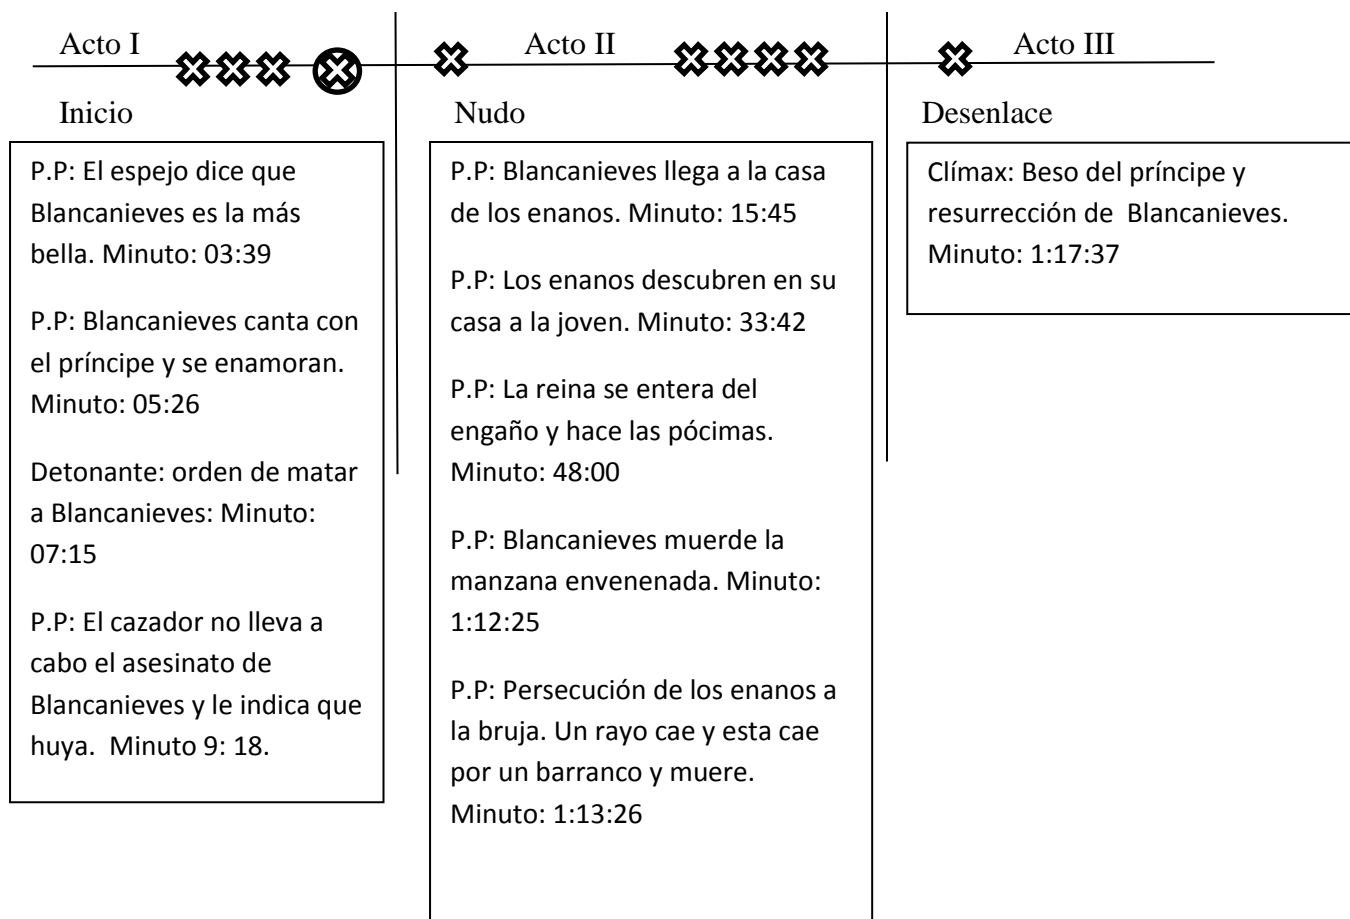 Acto I
Acto II
Acto III
Inicio
Nudo
Desenlace
P.P: El espejo dice que
Blancanieves es la más
bella. Minuto: 03:39
P.P: Blancanieves canta con
el príncipe y se enamoran.
Minuto: 05:26
Detonante: orden de matar
a Blancanieves: Minuto:
07:15
P.P: El cazador no lleva a
cabo el asesinato de
Blancanieves y le indica que
huya. Minuto 9: 18.
P.P: Blancanieves llega a la casa
de los enanos. Minuto: 15:45
P.P: Los enanos descubren en su
casa a la joven. Minuto: 33:42
P.P: La reina se entera del
engaño y hace las pócimas.
Minuto: 48:00
P.P: Blancanieves muerde la
manzana envenenada. Minuto:
1:12:25
P.P: Persecución de los enanos a
la bruja. Un rayo cae y esta cae
por un barranco y muere.
Minuto: 1:13:26
Clímax: Beso del príncipe y
resurrección de Blancanieves.
Minuto: 1:17:37